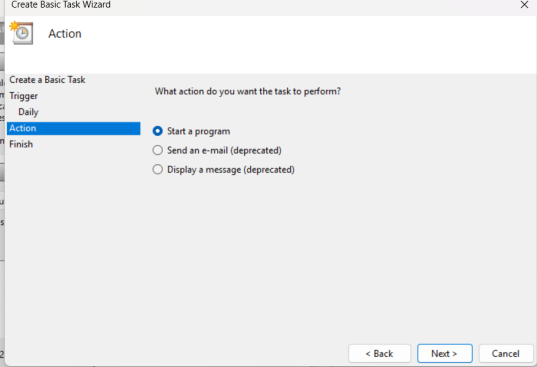 Create Basic Task Wizard
Action
Create a Basic Task
Trigger
Daily
Action
Finish
What action do you want the task to perform?
Start a program
Send an e-mail (deprecated)
Display a message (deprecated)
< Back
Next >
Cancel